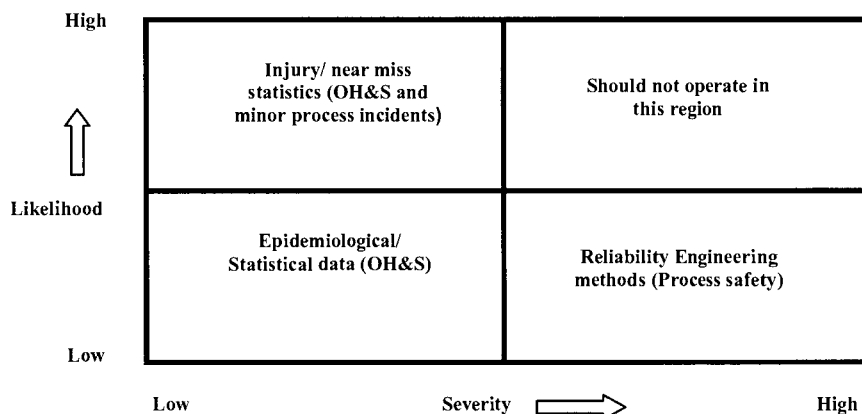 High
Injury/ near miss
statistics (OH&S and
minor process incidents)
Should not operate in
this region
Likelihood
Epidemiological/
Statistical data (OH&S)
Reliability Engineering
methods (Process safety)
Low
Low
Severity
High